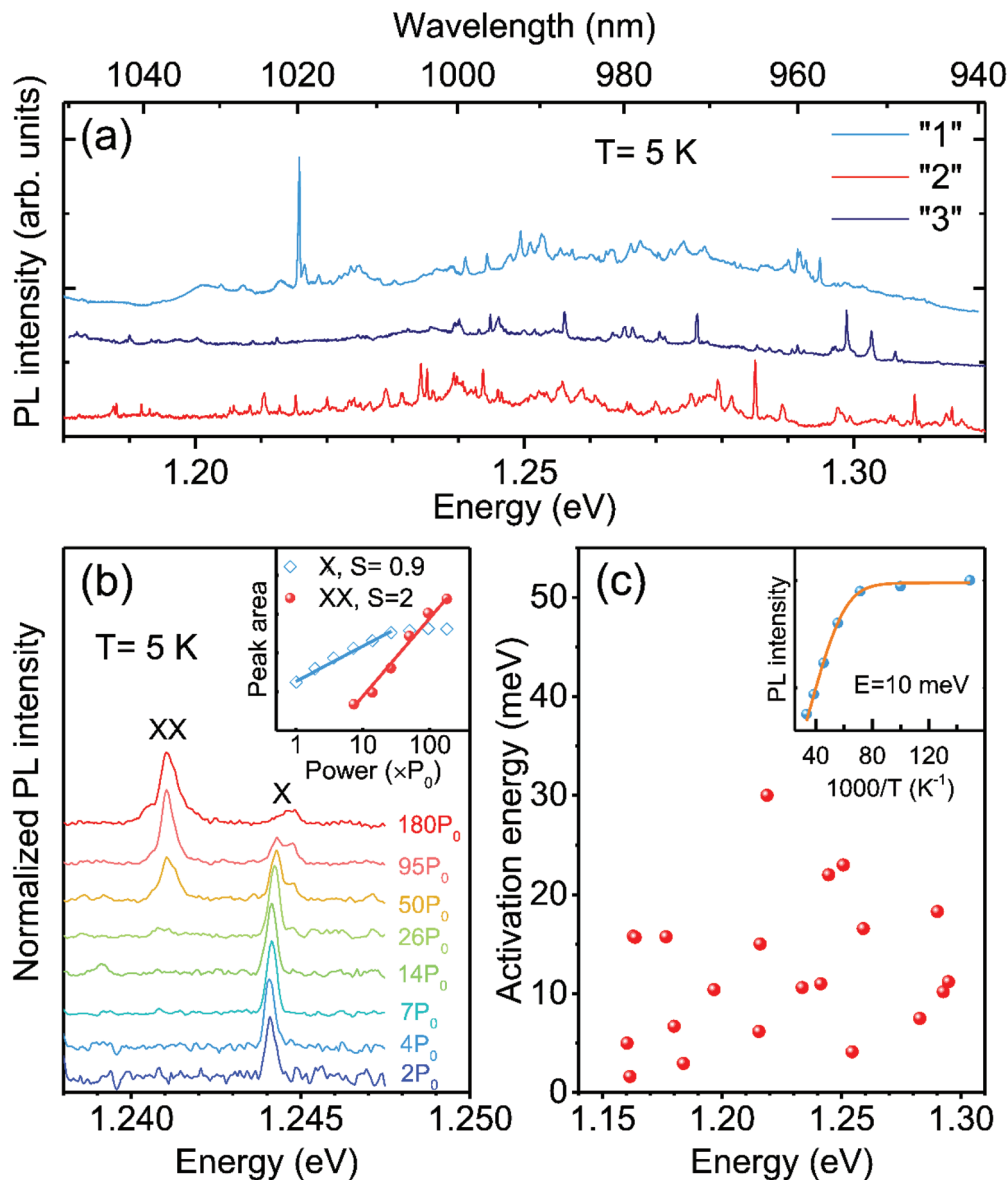 Wavelength (nm)
1040 1020 1000 980 960 940
(a)
T= 5 K
"1"
"2"
"3"
PL intensity (arb. units)
1.20 1.25 1.30
Energy (eV)
(b)
T= 5 K
X, S= 0.9
XX, S=2
Peak area
1 10 100
Power (×P₀)
Normalized PL intensity
XX
X
180P₀
95P₀
50P₀
26P₀
14P₀
7P₀
4P₀
2P₀
1.240 1.245 1.250
Energy (eV)
(c)
Activation energy (meV)
50
40
30
20
10
0
PL intensity
E=10 meV
40 80 120
1000/T (K⁻¹)
1.15 1.20 1.25 1.30
Energy (eV)